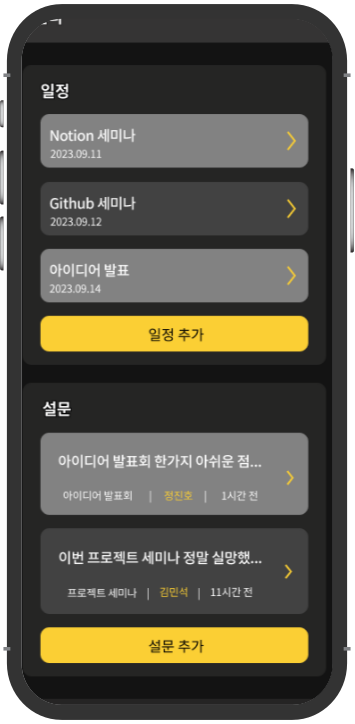 일정
Notion 세미나
2023.09.11
Github 세미나
2023.09.12
아이디어 발표
2023.09.14
일정 추가
설문
아이디어 발표회 한가지 아쉬운 점...
아이디어 발표회 | 정진호 | 1시간 전
이번 프로젝트 세미나 정말 실망했...
프로젝트 세미나 | 김민석 | 11시간 전
설문 추가